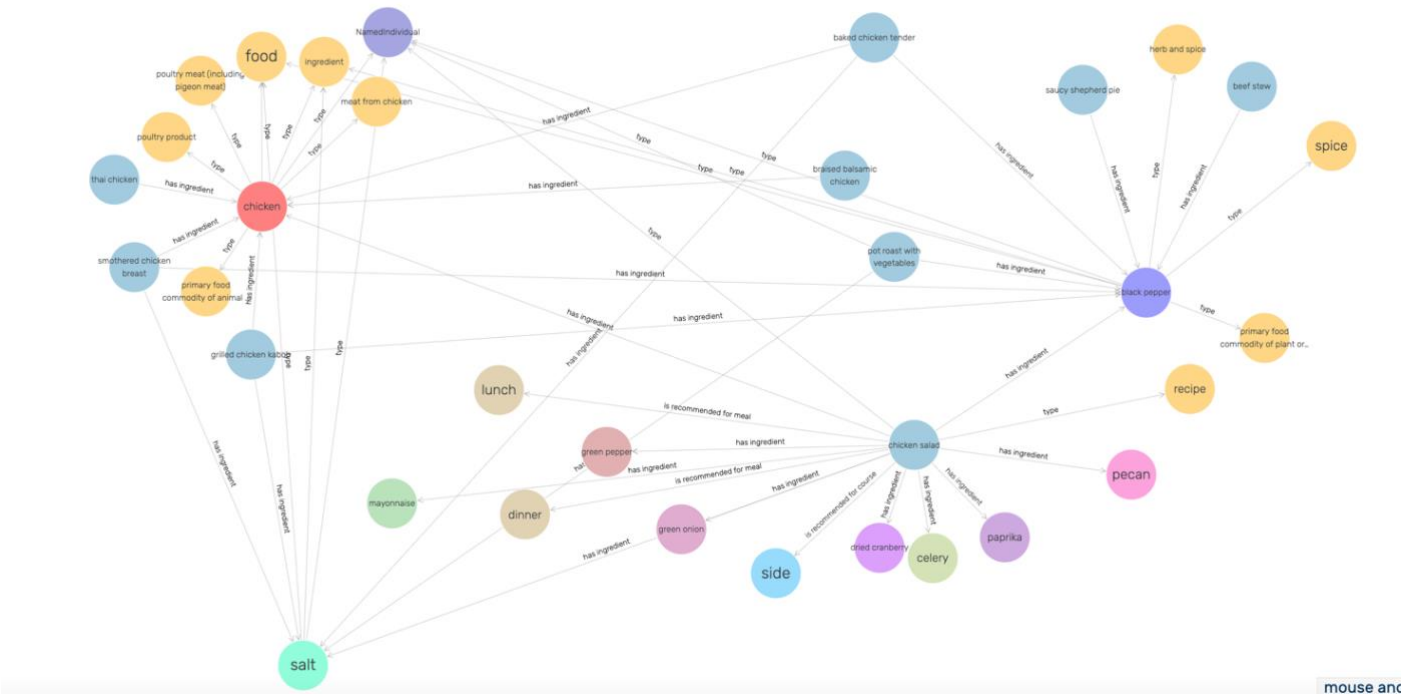 NamedIndividual
baked chicken tender
food
ingredient
herb and spice
poultry meat (including
pigeon meat)
meat from chicken
saucy shepherd pie
beef stew
type
type
type
type
type
has ingredient
poultry product
type
type
type
type
type
has ingredient
type
has ingredient
has ingredient
spice
thai chicken
has ingredient
has ingredient
braised balsamic
chicken
type
chicken
has ingredient
type
type
smothered chicken
breast
has ingredient
has ingredient
pot roast with
vegetables
has ingredient
primary food
commodity of animal
black pepper
type
has ingredient
has ingredient
has ingredient
primary food
commodity of plant or..
grilled chicken kabob
type
type
type
has ingredient
lunch
recipe
is recommended for meal
type
chicken salad
green pepper
has ingredient
has ingredient
has ingredient
has ingredient
is recommended for meal
pecan
mayonnaise
has ingredient
is recommended for course
has ingredient
has ingredient
has ingredient
has ingredient
dinner
green onion
paprika
has ingredient
dried cranberry
celery
side
salt
mouse and